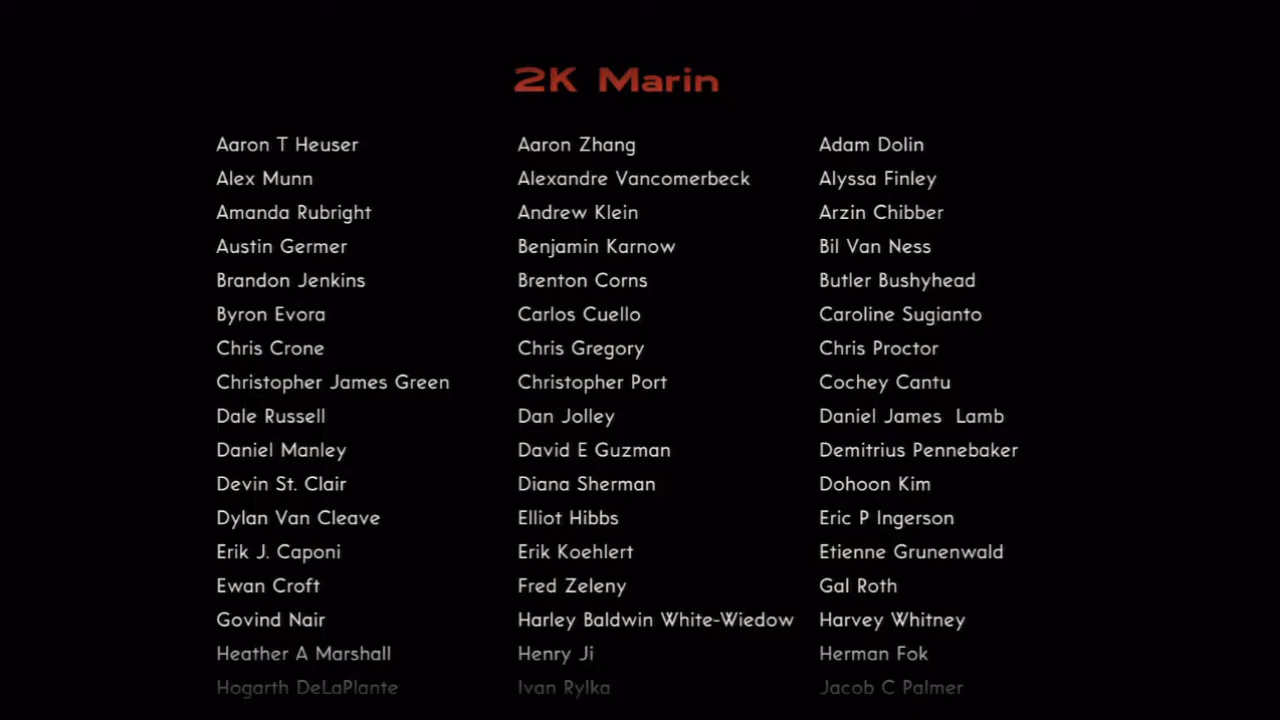 2K Marin
Aaron T Heuser Aaron Zhang Adam Dolin
Alex Munn Alexandre Vancomerbeck Alyssa Finley
Amanda Rubright Andrew Klein Arzin Chibber
Austin Germer Benjamin Karnow Bil Van Ness
Brandon Jenkins Brenton Corns Butler Bushyhead
Byron Evora Carlos Cuello Caroline Sugianto
Chris Crone Chris Gregory Chris Proctor
Christopher James Green Christopher Port Cochey Cantu
Dale Russell Dan Jolley Daniel James  Lamb
Daniel Manley David E Guzman Demitrius Pennebaker
Devin St. Clair Diana Sherman Dohoon Kim
Dylan Van Cleave Elliot Hibbs Eric P Ingerson
Erik J. Caponi Erik Koehlert Etienne Grunenwald
Ewan Croft Fred Zeleny Gal Roth
Govind Nair Harley Baldwin White-Wiedow Harvey Whitney
Heather A Marshall Henry Ji Herman Fok
Hogarth DeLaPlante Ivan Rylka Jacob C Palmer